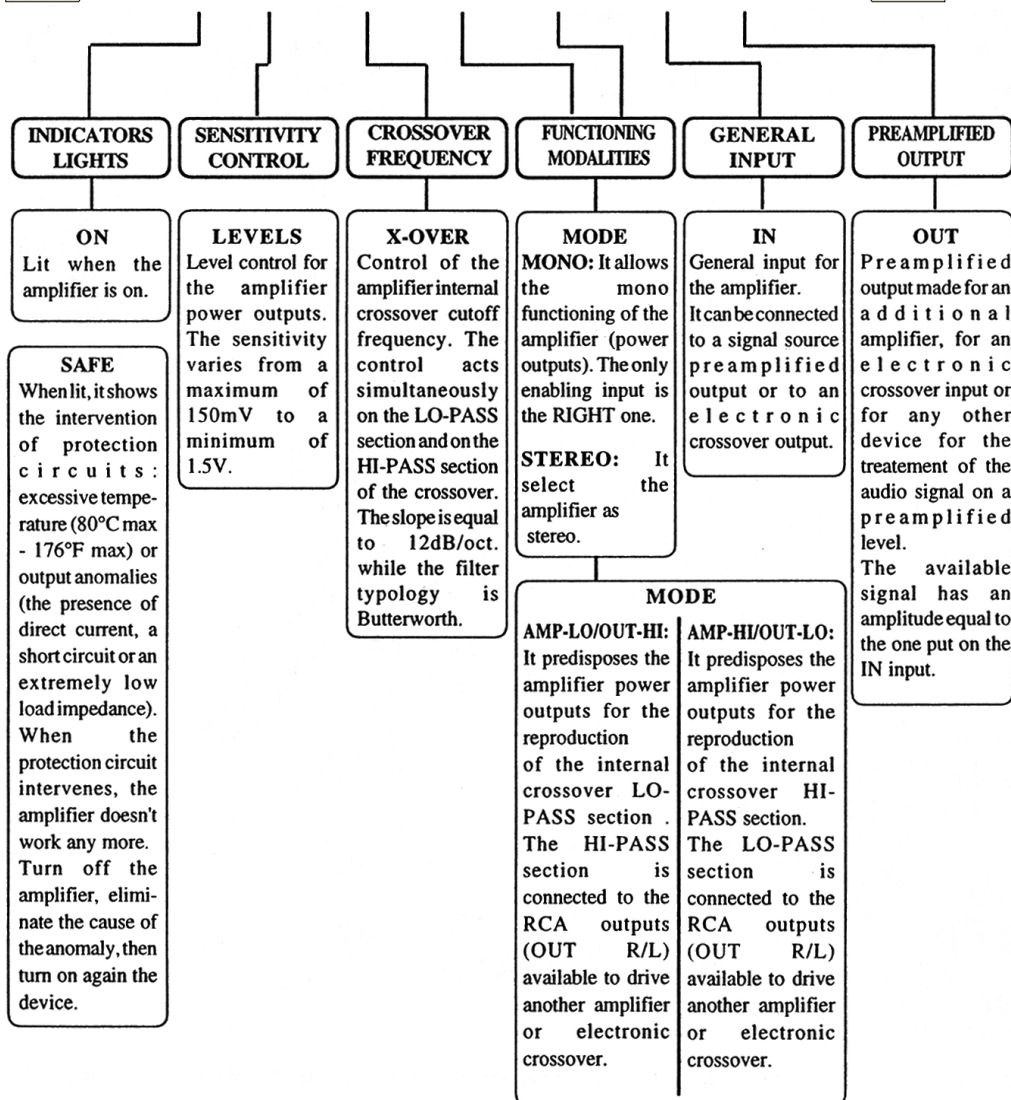 INDICATORS
LIGHTS
ON
Lit when the
amplifier is on.
SAFE
When lit, it shows
the intervention
of protection
circuits:
excessive tempe-
rature (80°C max
- 176°F max) or
output anomalies
(the presence of
direct current, a
short circuit or an
extremely low
load impedance).
When the
protection circuit
intervenes, the
amplifier doesn't
work any more.
Turn off the
amplifier, elimi-
nate the cause of
the anomaly, then
turn on again the
device.
SENSITIVITY
CONTROL
LEVELS
Level control for
the amplifier
power outputs.
The sensitivity
varies from a
maximum of
150mV to a
minimum of
1.5V.
CROSSOVER
FREQUENCY
X-OVER
Control of the
amplifier internal
crossover cutoff
frequency. The
control acts
simultaneously
on the LO-PASS
section and on the
HI-PASS section
of the crossover.
The slope is equal
to 12dB/oct.
while the filter
typology is
Butterworth.
FUNCTIONING
MODALITIES
MODE
MONO: It allows
the mono
functioning of the
amplifier (power
outputs). The only
enabling input is
the RIGHT one.
STEREO: It
select the
amplifier as
stereo.
MODE
AMP-LO/OUT-HI:
It predisposes the
amplifier power
outputs for the
reproduction
of the internal
crossover LO-
PASS section .
The HI-PASS
section is
connected to the
RCA outputs
(OUT R/L)
available to drive
another amplifier
or electronic
crossover.
AMP-HI/OUT-LO:
It predisposes the
amplifier power
outputs for the
reproduction
of the internal
crossover HI-
PASS section.
The LO-PASS
section is
connected to the
RCA outputs
(OUT R/L)
available to drive
another amplifier
or electronic
crossover.
GENERAL
INPUT
IN
General input for
the amplifier.
It can be connected
to a signal source
preamplified
output or to an
electronic
crossover output.
PREAMPLIFIED
OUTPUT
OUT
Preamplified
output made for an
additional
amplifier, for an
electronic
crossover input or
for any other
device for the
treatement of the
audio signal on a
preamplified
level.
The available
signal has an
amplitude equal to
the one put on the
IN input.